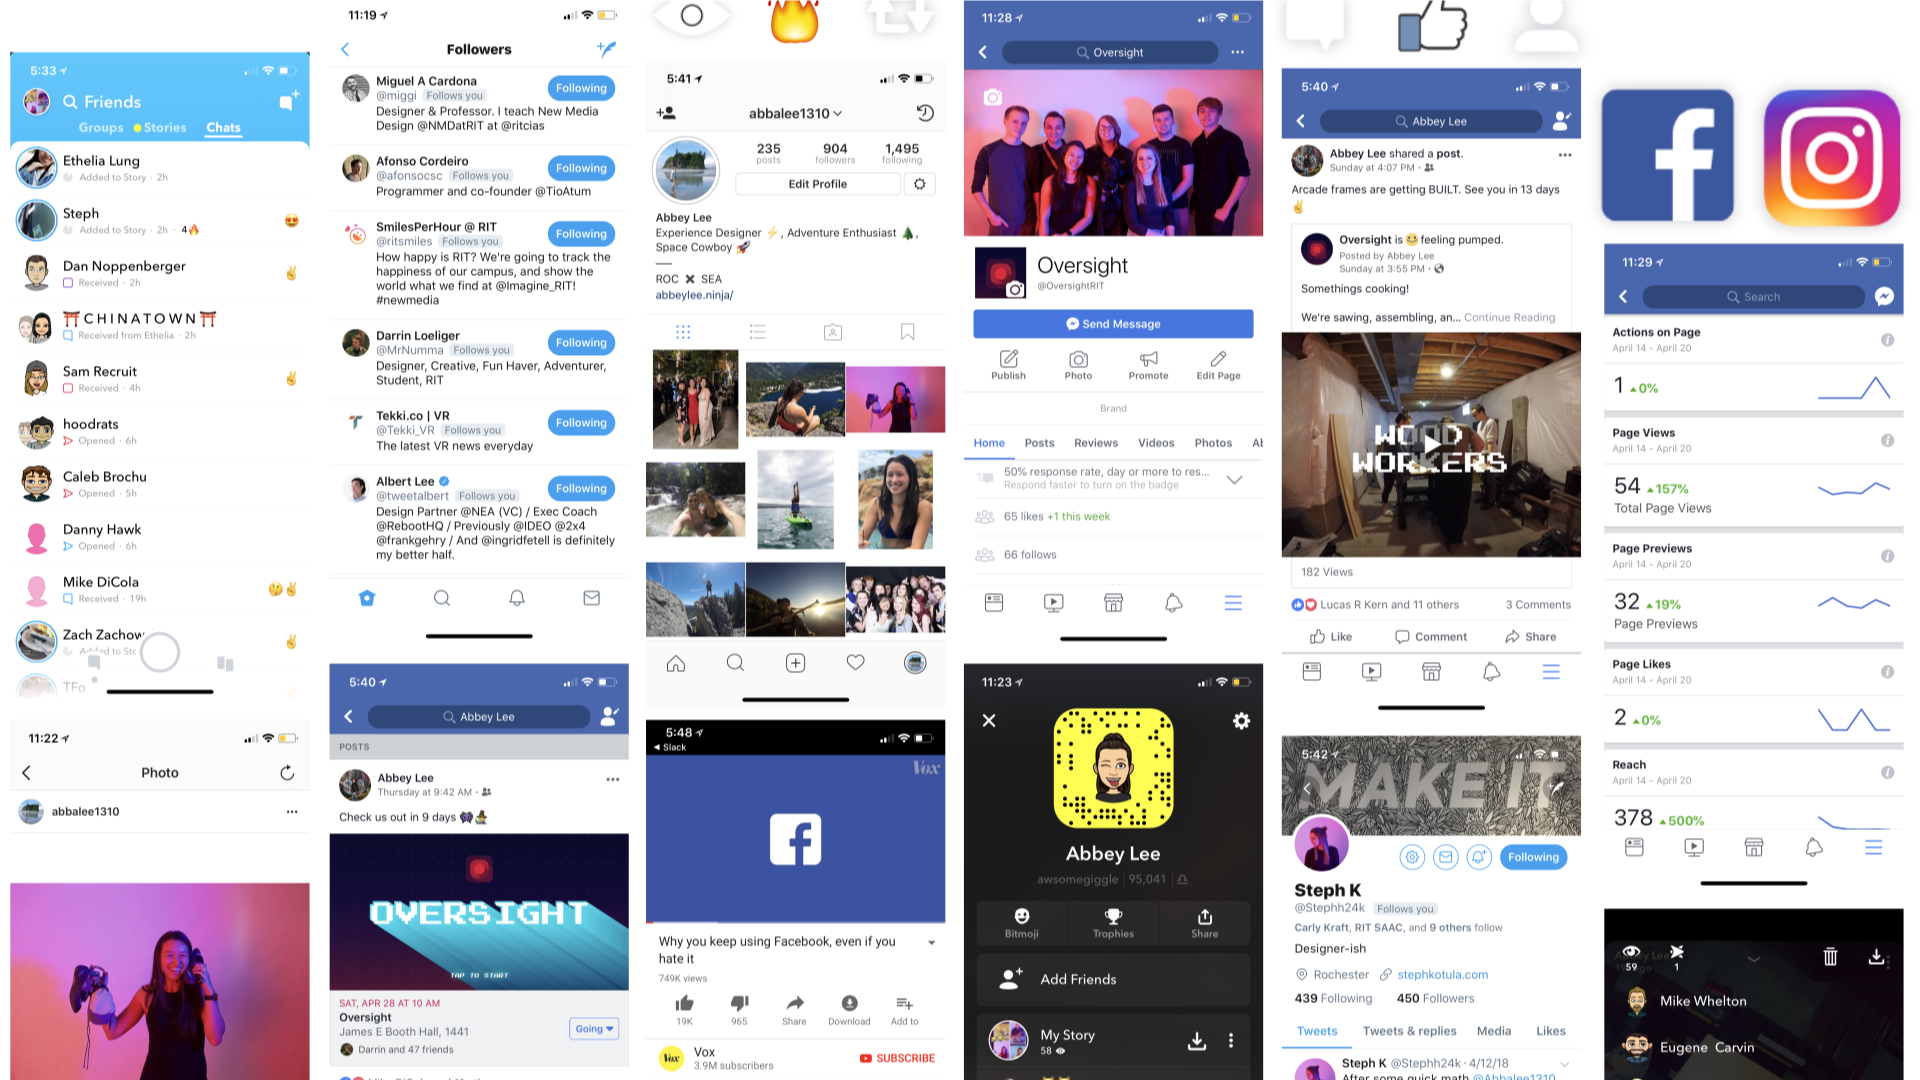 5:33
Friends
Groups Stories Chats
Ethelia Lung
Added to Story · 2h
Steph
Added to Story · 2h · 4🔥
Dan Noppenberger
Received · 2h
⛩CHINATOWN⛩
Received from Ethelia · 2h
Sam Recruit
Received · 4h
hoodrats
Opened · 6h
Caleb Brochu
Opened · 5h
Danny Hawk
Opened · 6h
Mike DiCola
Received · 19h
Zach Zachow
Added to Sto
TFo
11:22
Photo
abbalee1310
11:19
Followers
Miguel A Cardona
@miggi Follows you
Following
Designer & Professor. I teach New Media
Design @NMDatRIT at @ritcias
Afonso Cordeiro
@afonsocsc Follows you
Following
Programmer and co-founder @TioAtum
SmilesPerHour @ RIT
@ritsmiles Follows you
Following
How happy is RIT? We're going to track the
happiness of our campus, and show the
world what we find at @Imagine_RIT!
#newmedia
Darrin Loeliger
@MrNumma Follows you
Following
Designer, Creative, Fun Haver, Adventurer,
Student, RIT
Tekki.co | VR
@Tekki_VR Follows you
Following
The latest VR news everyday
Albert Lee
@tweetalbert Follows you
Following
Design Partner @NEA (VC) / Exec Coach
@RebootHQ / Previously @IDEO @2x4
@frankgehry / And @ingridfetell is definitely
my better half.
5:40
Abbey Lee
POSTS
Abbey Lee
Thursday at 9:42 AM ·
Check us out in 9 days
OVERSIGHT
TAP TO START
SAT, APR 28 AT 10 AM
Oversight
James E Booth Hall, 1441
Going
Darrin and 47 friends
5:41
abbalee1310
235 904 1,495
posts followers following
Edit Profile
Abbey Lee
Experience Designer ⚡, Adventure Enthusiast 🌲,
Space Cowboy 🚀
—
ROC ✖ SEA
abbeylee.ninja/
5:48
Slack
Vox
Why you keep using Facebook, even if you
hate it
749K views
19K 965 Share Download Add to
Vox
Vox
3.9M subscribers
SUBSCRIBE
11:28
Oversight
Oversight
@OversightRIT
Send Message
Publish Photo Promote Edit Page
Brand
Home Posts Reviews Videos Photos Al
50% response rate, day or more to res...
Respond faster to turn on the badge
65 likes +1 this week
66 follows
11:23
Abbey Lee
awsomegiggle 95,041
Bitmoji Trophies Share
Add Friends
My Story
58
5:40
Abbey Lee
Abbey Lee shared a post.
Sunday at 4:07 PM ·
Arcade frames are getting BUILT. See you in 13 days
✌
Oversight is feeling pumped.
Posted by Abbey Lee
Sunday at 3:55 PM ·
Somethings cooking!
We're sawing, assembling, an... Continue Reading
WOOD
WORKERS
182 Views
Lucas R Kern and 11 others 3 Comments
Like Comment Share
5:42
MAKE IT
Following
Steph K
@Stephh24k Follows you
Carly Kraft, RIT SAAC, and 9 others follow
Designer-ish
Rochester stephkotula.com
439 Following 450 Followers
Tweets Tweets & replies Media Likes
Steph K @Stephh24k · 4/12/18
After some quick math @Abbalee1310
11:29
Search
Actions on Page
April 14 - April 20
1 0%
Page Views
April 14 - April 20
54 157%
Total Page Views
Page Previews
April 14 - April 20
32 19%
Page Previews
Page Likes
April 14 - April 20
2 0%
Reach
April 14 - April 20
378 500%
59 1
Mike Whelton
Eugene Carvin